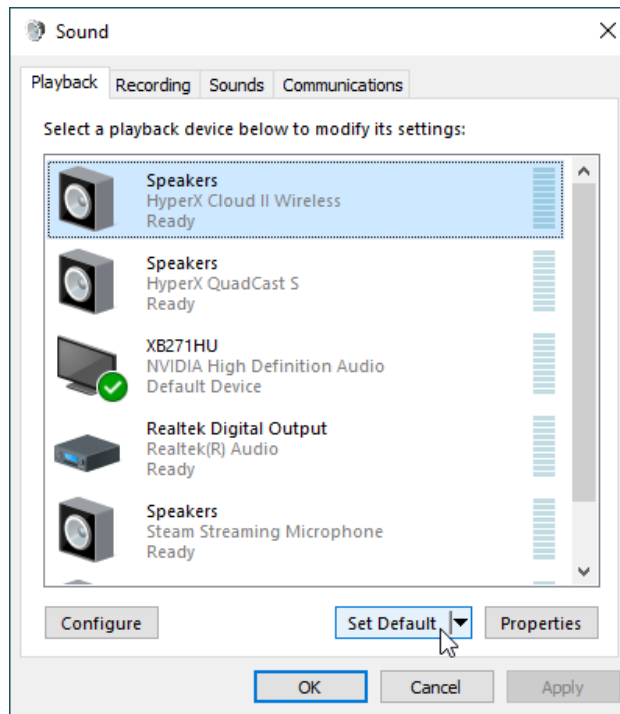 Sound
Playback Recording Sounds Communications
Select a playback device below to modify its settings:
Speakers
HyperX Cloud II Wireless
Ready
Speakers
HyperX QuadCast S
Ready
XB271HU
NVIDIA High Definition Audio
Default Device
Realtek Digital Output
Realtek(R) Audio
Ready
Speakers
Steam Streaming Microphone
Ready
Configure Set Default Properties
OK Cancel Apply